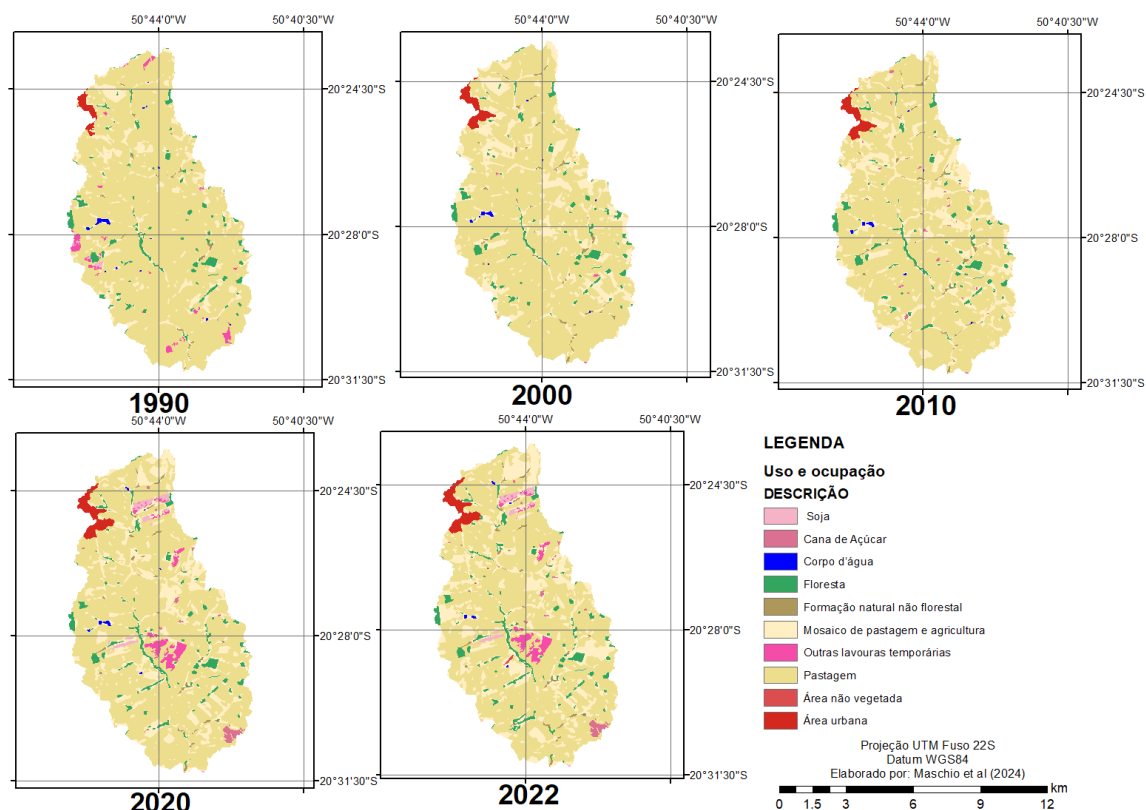 50°44'0"W
50°40'30"W
50°44'0"W
50°40'30"W
50°44'0"W
50°40'30"W
20°24'30"S
20°24'30"S
20°24'30"S
20°28'0"S
20°28'0"S
20°28'0"S
20°31'30"S
20°31'30"S
20°31'30"S
1990
2000
2010
50°44'0"W
50°40'30"W
50°44'0"W
50°40'30"W
20°24'30"S
20°24'30"S
20°28'0"S
20°28'0"S
20°31'30"S
20°31'30"S
2020
2022
LEGENDA
Uso e ocupação
DESCRIÇÃO
Soja
Cana de Açúcar
Corpo d'água
Floresta
Formação natural não florestal
Mosaico de pastagem e agricultura
Outras lavouras temporárias
Pastagem
Área não vegetada
Área urbana
Projeção UTM Fuso 22S
Datum WGS84
Elaborado por: Maschio et al (2024)
km
0 1.5 3 6 9 12